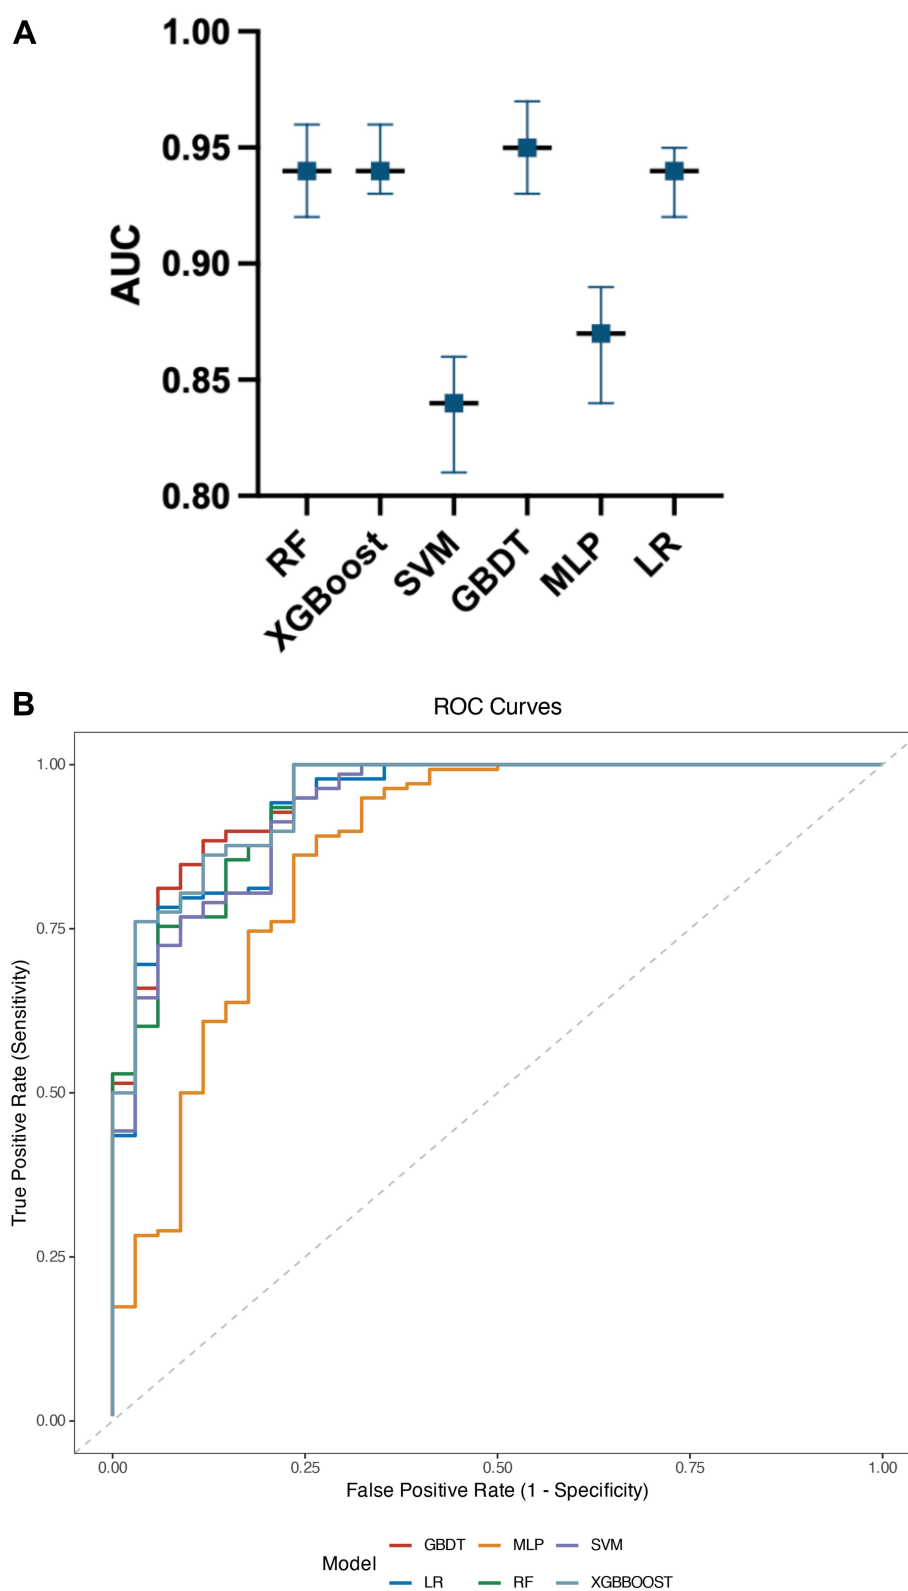 A
1.00
0.95
0.90
0.85
0.80
AUC
RF
XGBoost
SVM
GBDT
MLP
LR
B
ROC Curves
1.00
0.75
0.50
0.25
0.00
True Positive Rate (Sensitivity)
0.00 0.25 0.50 0.75 1.00
False Positive Rate (1 - Specificity)
Model
GBDT MLP SVM
LR RF XGBBOOST